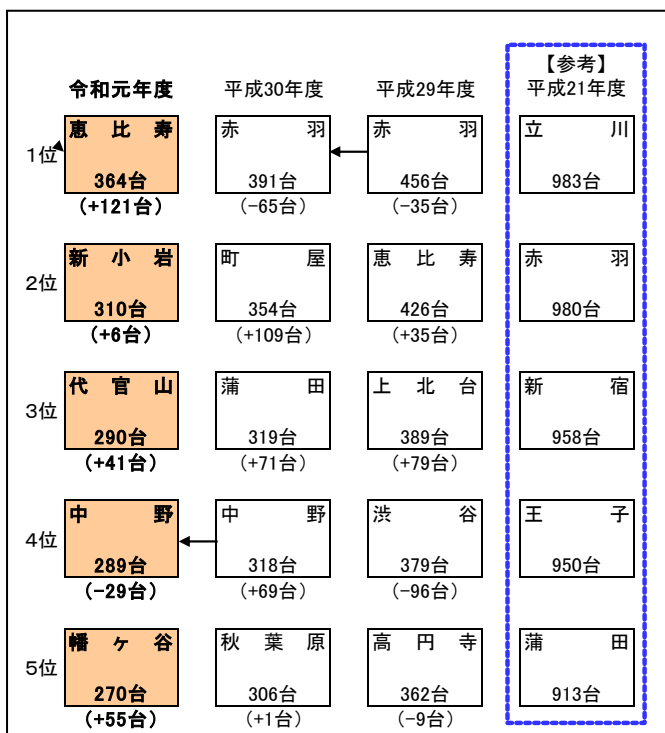 【参考】
令和元年度 平成30年度 平成29年度 平成21年度
1位 恵比寿 赤羽 赤羽 立川
364台 391台 456台 983台
(+121台) (-65台) (-35台)
2位 新小岩 町屋 恵比寿 赤羽
310台 354台 426台 980台
(+6台) (+109台) (+35台)
3位 代官山 蒲田 上北台 新宿
290台 319台 389台 958台
(+41台) (+71台) (+79台)
4位 中野 中野 渋谷 王子
289台 318台 379台 950台
(-29台) (+69台) (-96台)
5位 幡ヶ谷 秋葉原 高円寺 蒲田
270台 306台 362台 913台
(+55台) (+1台) (-9台)